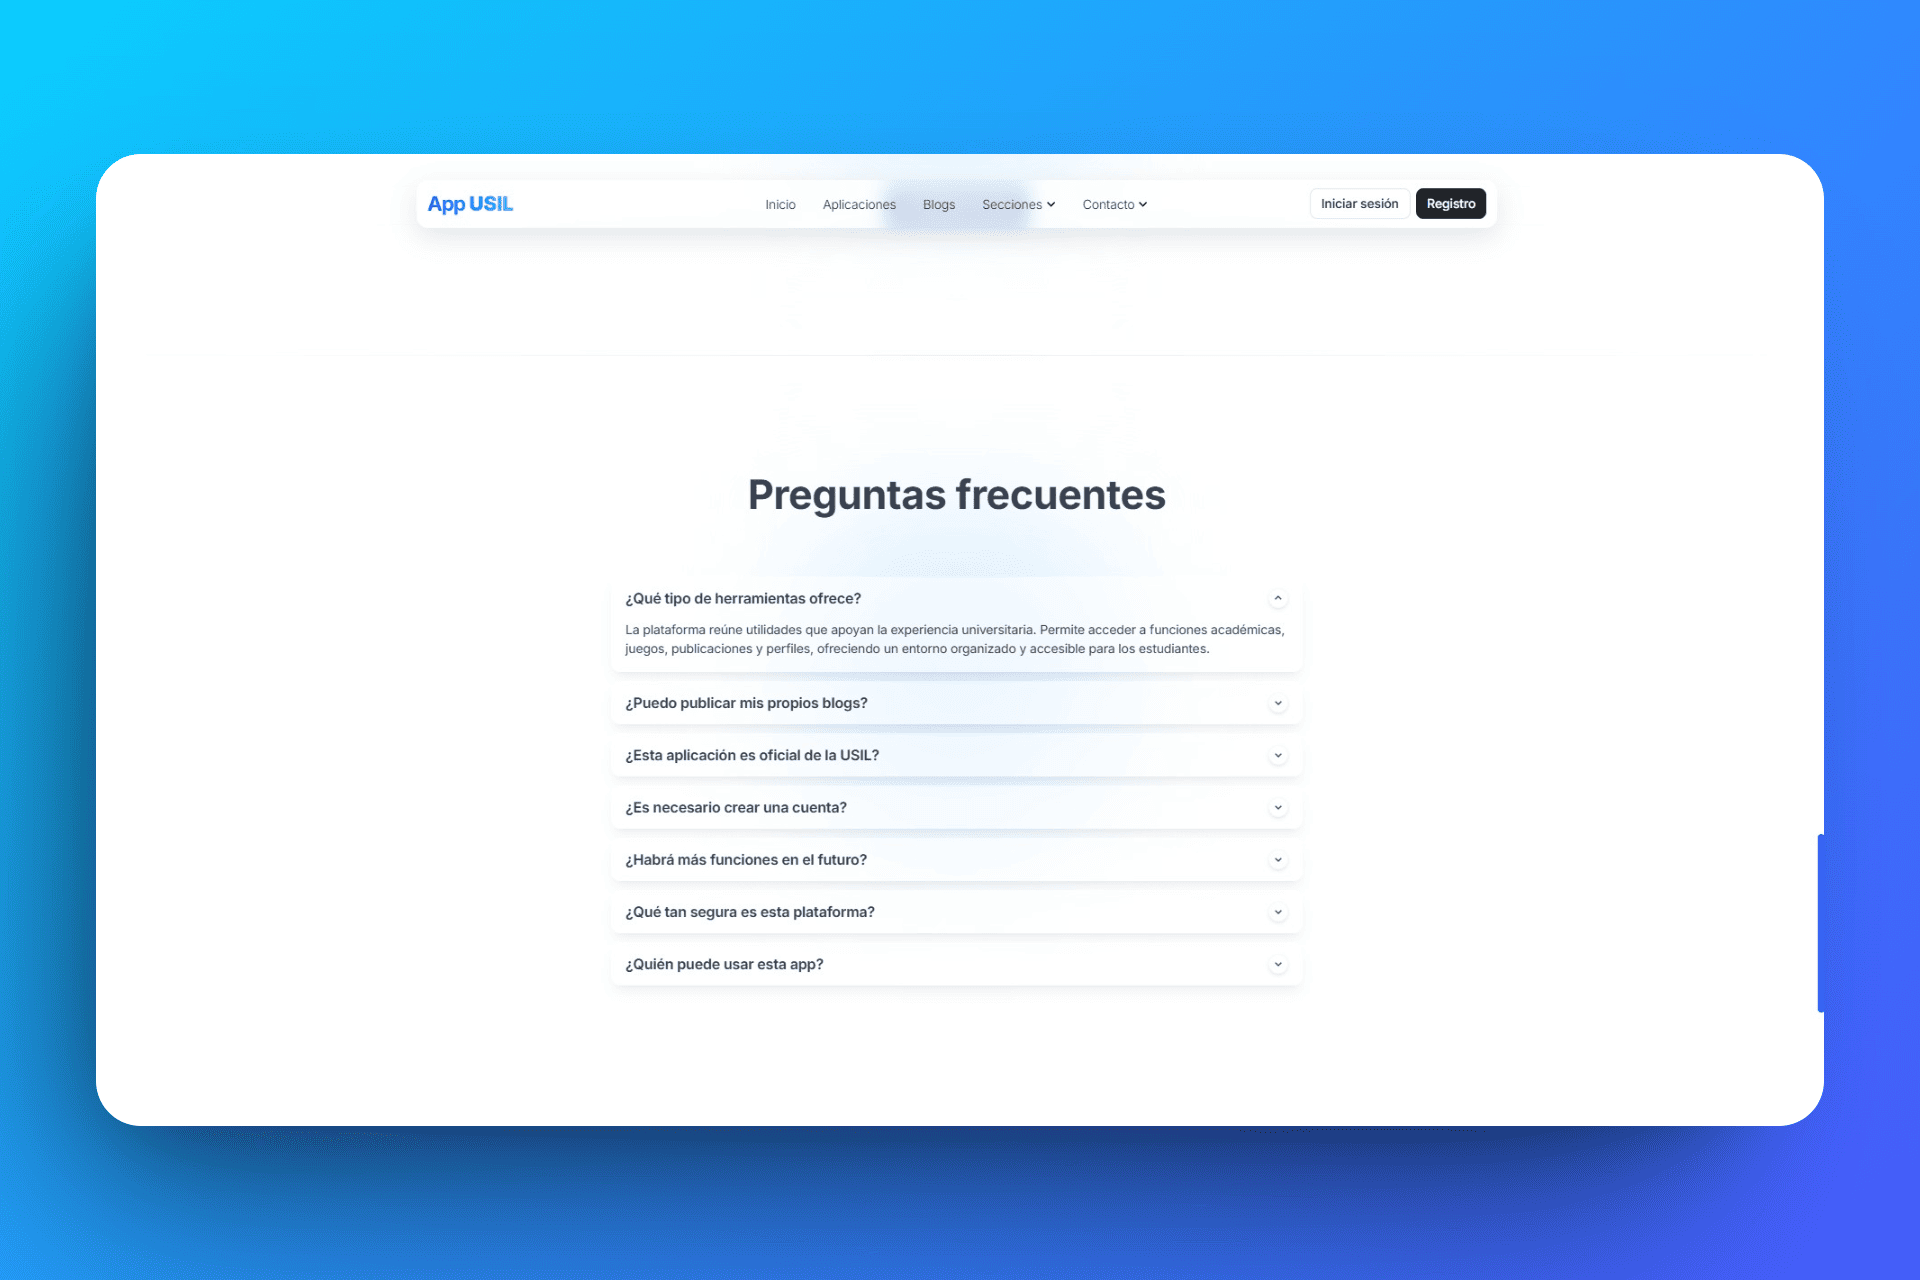 App USIL
Inicio
Aplicaciones
Blogs
Secciones
Contacto
Iniciar sesión
Registro
Preguntas frecuentes
¿Qué tipo de herramientas ofrece?
La plataforma reúne utilidades que apoyan la experiencia universitaria. Permite acceder a funciones académicas,
juegos, publicaciones y perfiles, ofreciendo un entorno organizado y accesible para los estudiantes.
¿Puedo publicar mis propios blogs?
¿Esta aplicación es oficial de la USIL?
¿Es necesario crear una cuenta?
¿Habrá más funciones en el futuro?
¿Qué tan segura es esta plataforma?
¿Quién puede usar esta app?